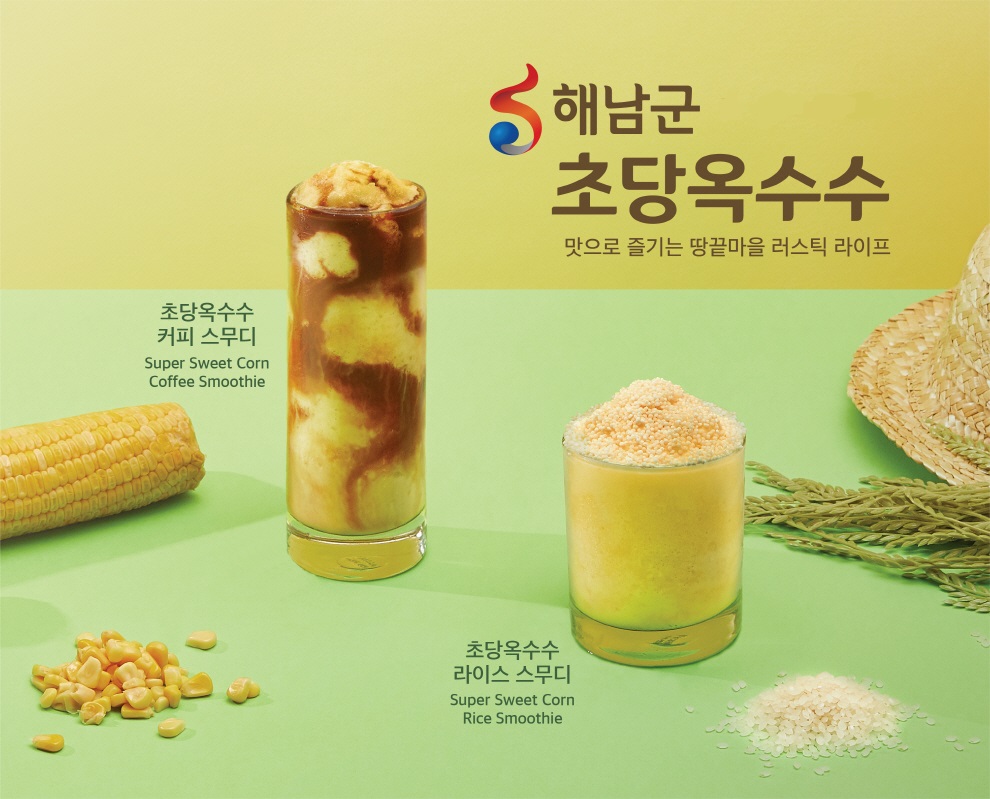 해남군
초당옥수수
맛으로 즐기는 땅끝마을 러스틱 라이프
초당옥수수
커피 스무디
Super Sweet Corn
Coffee Smoothie
초당옥수수
라이스 스무디
Super Sweet Corn
Rice Smoothie